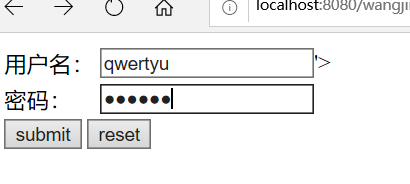 localhost:8080/wangji
用户名： qwertyu'>
密码： ••••••
submit reset